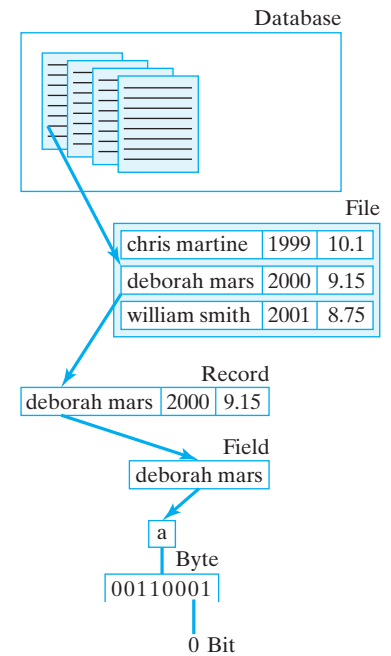 Database
File
chris martine 1999 10.1
deborah mars 2000 9.15
william smith 2001 8.75
Record
deborah mars 2000 9.15
Field
deborah mars
a
Byte
00110001
0 Bit